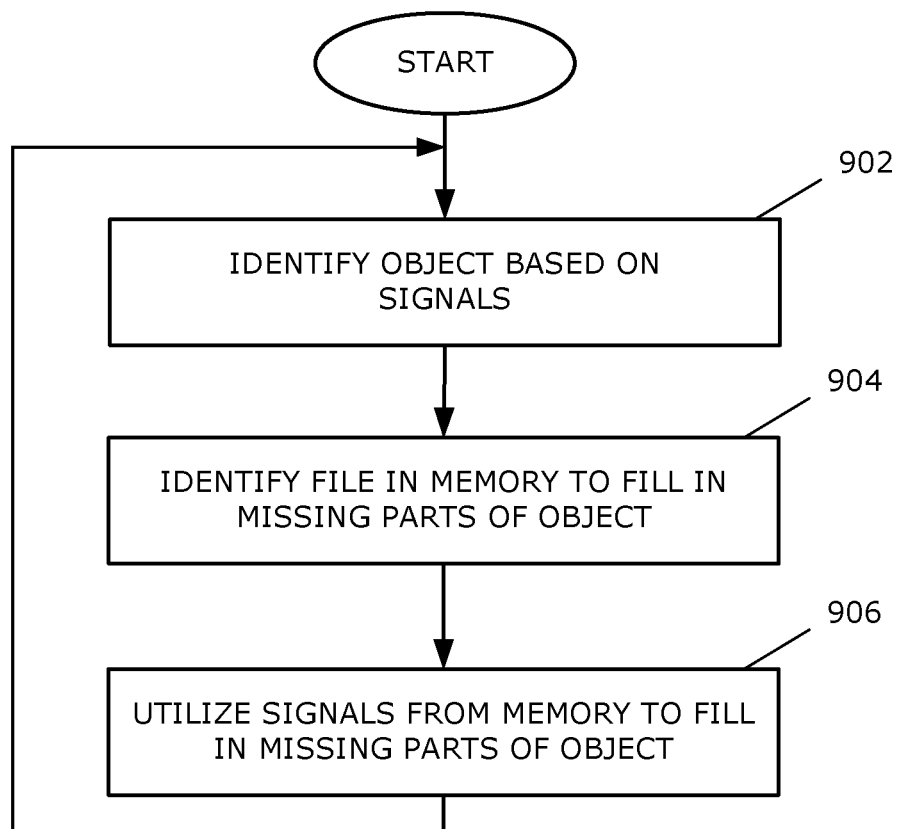 START
902
IDENTIFY OBJECT BASED ON
SIGNALS
904
IDENTIFY FILE IN MEMORY TO FILL IN
MISSING PARTS OF OBJECT
906
UTILIZE SIGNALS FROM MEMORY TO FILL
IN MISSING PARTS OF OBJECT